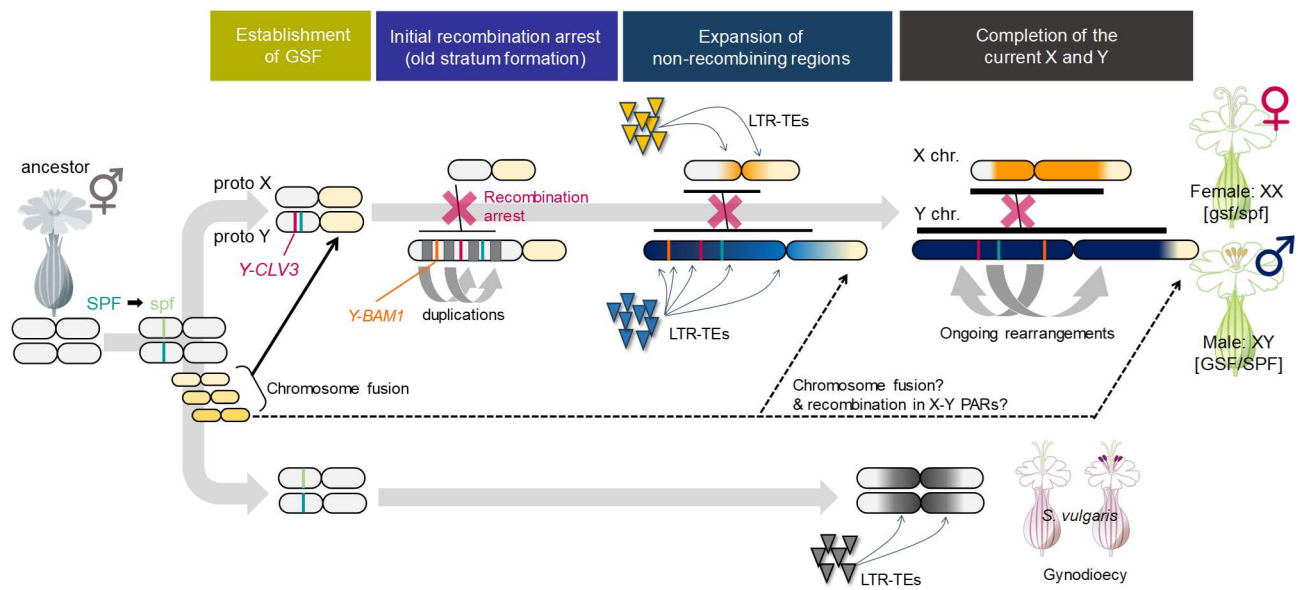 Establishment
of GSF
Initial recombination arrest
(old stratum formation)
Expansion of
non-recombining regions
Completion of the
current X and Y
LTR-TEs
ancestor
proto X
proto Y
Y-CLV3
Recombination
arrest
X chr.
Y chr.
Female: XX
[gsf/spf]
SPF ➡ spf
Y-BAM1
duplications
LTR-TEs
Ongoing rearrangements
Male: XY
[GSF/SPF]
Chromosome fusion
Chromosome fusion?
& recombination in X-Y PARs?
S. vulgaris
LTR-TEs
Gynodioecy